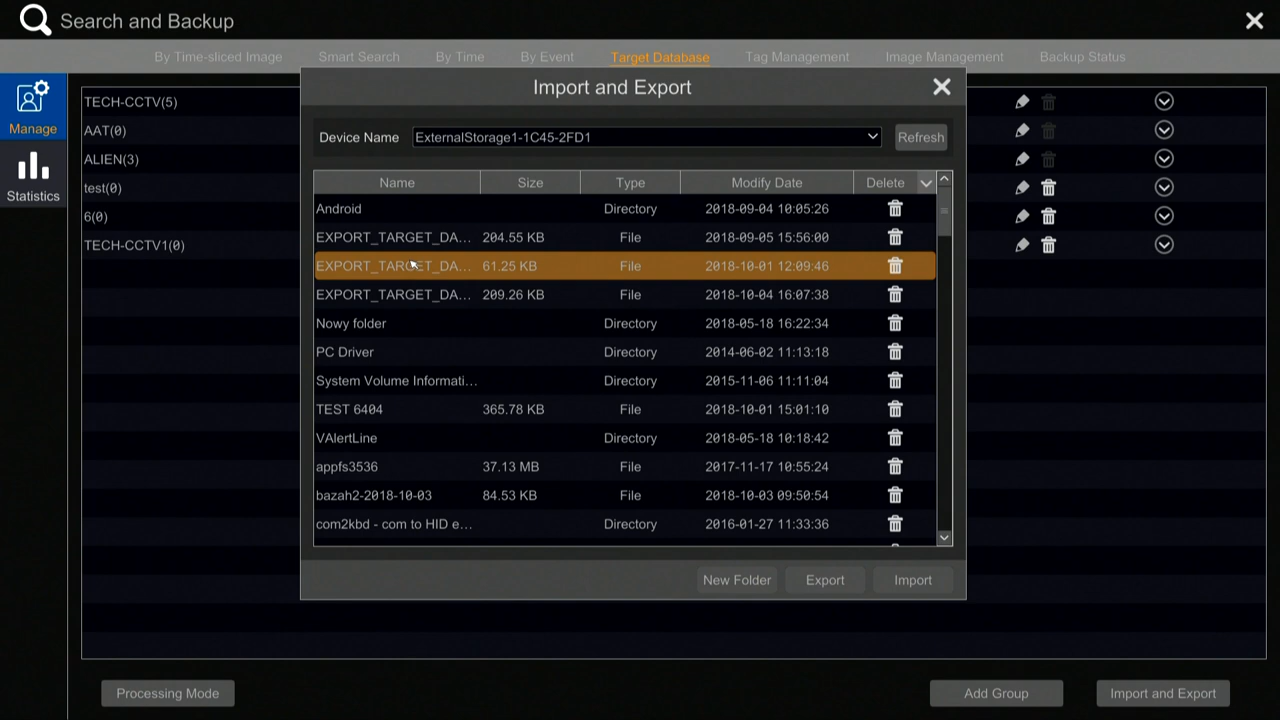 Search and Backup
By Time-sliced Image Smart Search By Time By Event Target Database Tag Management Image Management Backup Status
Manage
Statistics
TECH-CCTV(5)
AAT(0)
ALIEN(3)
test(0)
6(0)
TECH-CCTV1(0)
Import and Export
Device Name ExternalStorage1-1C45-2FD1 Refresh
Name Size Type Modify Date Delete
Android Directory 2018-09-04 10:05:26
EXPORT_TARGET_DA... 204.55 KB File 2018-09-05 15:56:00
EXPORT_TARGET_DA... 61.25 KB File 2018-10-01 12:09:46
EXPORT_TARGET_DA... 209.26 KB File 2018-10-04 16:07:38
Nowy folder Directory 2018-05-18 16:22:34
PC Driver Directory 2014-06-02 11:13:18
System Volume Informati... Directory 2015-11-06 11:11:04
TEST 6404 365.78 KB File 2018-10-01 15:01:10
VAlertLine Directory 2018-05-18 10:18:42
appfs3536 37.13 MB File 2017-11-17 10:55:24
bazah2-2018-10-03 84.53 KB File 2018-10-03 09:50:54
com2kbd - com to HID e... Directory 2016-01-27 11:33:36
New Folder Export Import
Processing Mode Add Group Import and Export